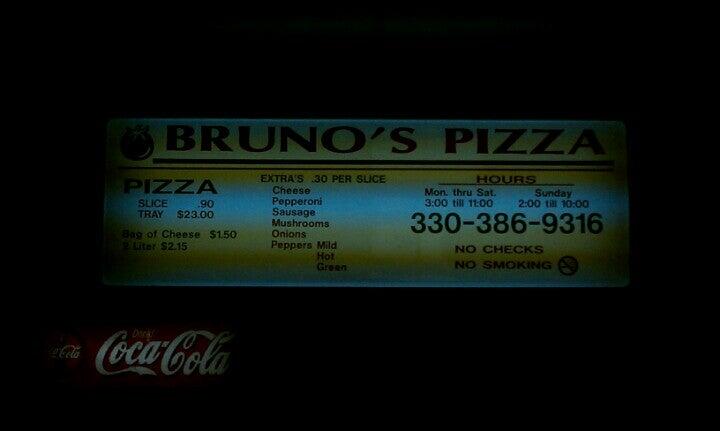 BRUNO'S PIZZA
PIZZA
SLICE .90
TRAY $23.00
Bag of Cheese $1.50
2 Liter $2.15
EXTRA'S .30 PER SLICE
Cheese
Pepperoni
Sausage
Mushrooms
Onions
Peppers Mild
Hot
Green
HOURS
Mon. thru Sat. Sunday
3:00 till 11:00 2:00 till 10:00
330-386-9316
NO CHECKS
NO SMOKING
Drink
Coca-Cola
Cola